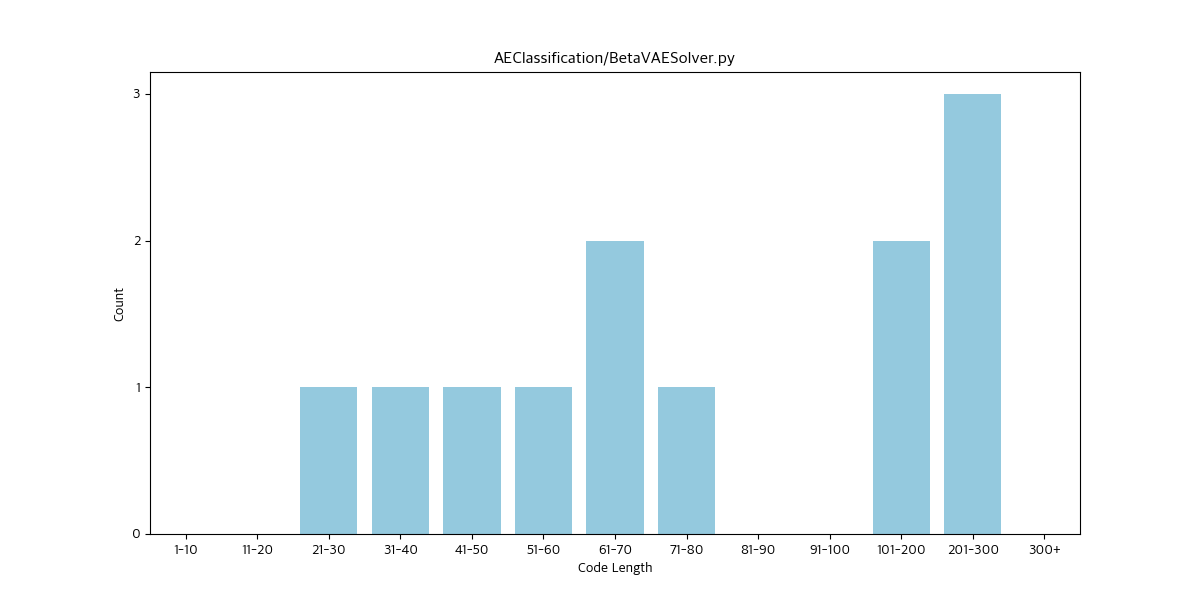 AEClassification/BetaVAESolver.py
3
2
1
0
Count
1-10 11-20 21-30 31-40 41-50 51-60 61-70 71-80 81-90 91-100 101-200 201-300 300+
Code Length